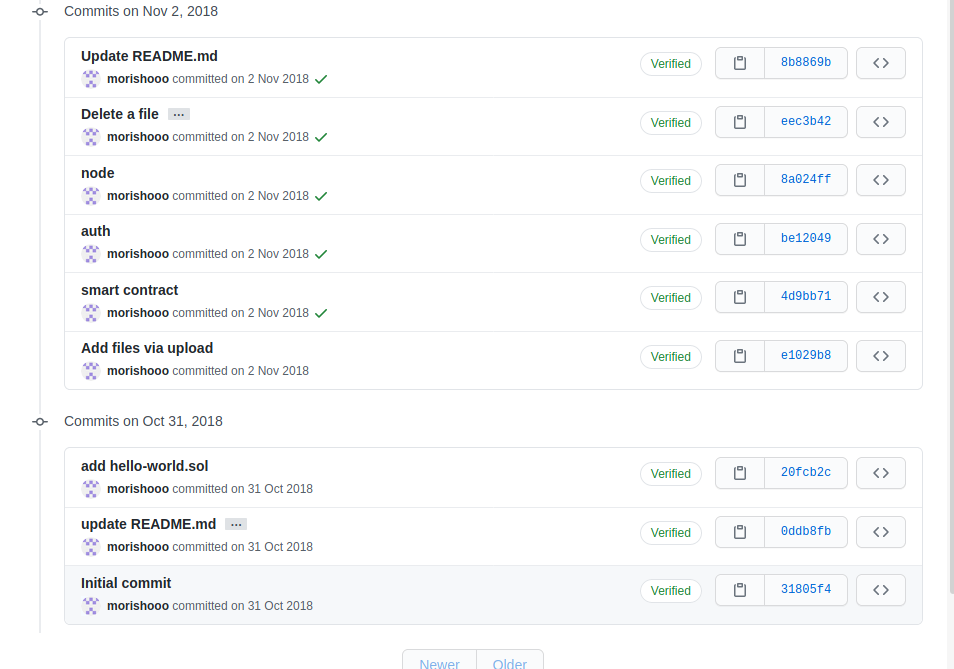 Commits on Nov 2, 2018
Update README.md
morishooo committed on 2 Nov 2018
Verified
8b8869b
Delete a file ...
morishooo committed on 2 Nov 2018
Verified
eec3b42
node
morishooo committed on 2 Nov 2018
Verified
8a024ff
auth
morishooo committed on 2 Nov 2018
Verified
be12049
smart contract
morishooo committed on 2 Nov 2018
Verified
4d9bb71
Add files via upload
morishooo committed on 2 Nov 2018
Verified
e1029b8
Commits on Oct 31, 2018
add hello-world.sol
morishooo committed on 31 Oct 2018
Verified
20fcb2c
update README.md ...
morishooo committed on 31 Oct 2018
Verified
0ddb8fb
Initial commit
morishooo committed on 31 Oct 2018
Verified
31805f4
Newer Older